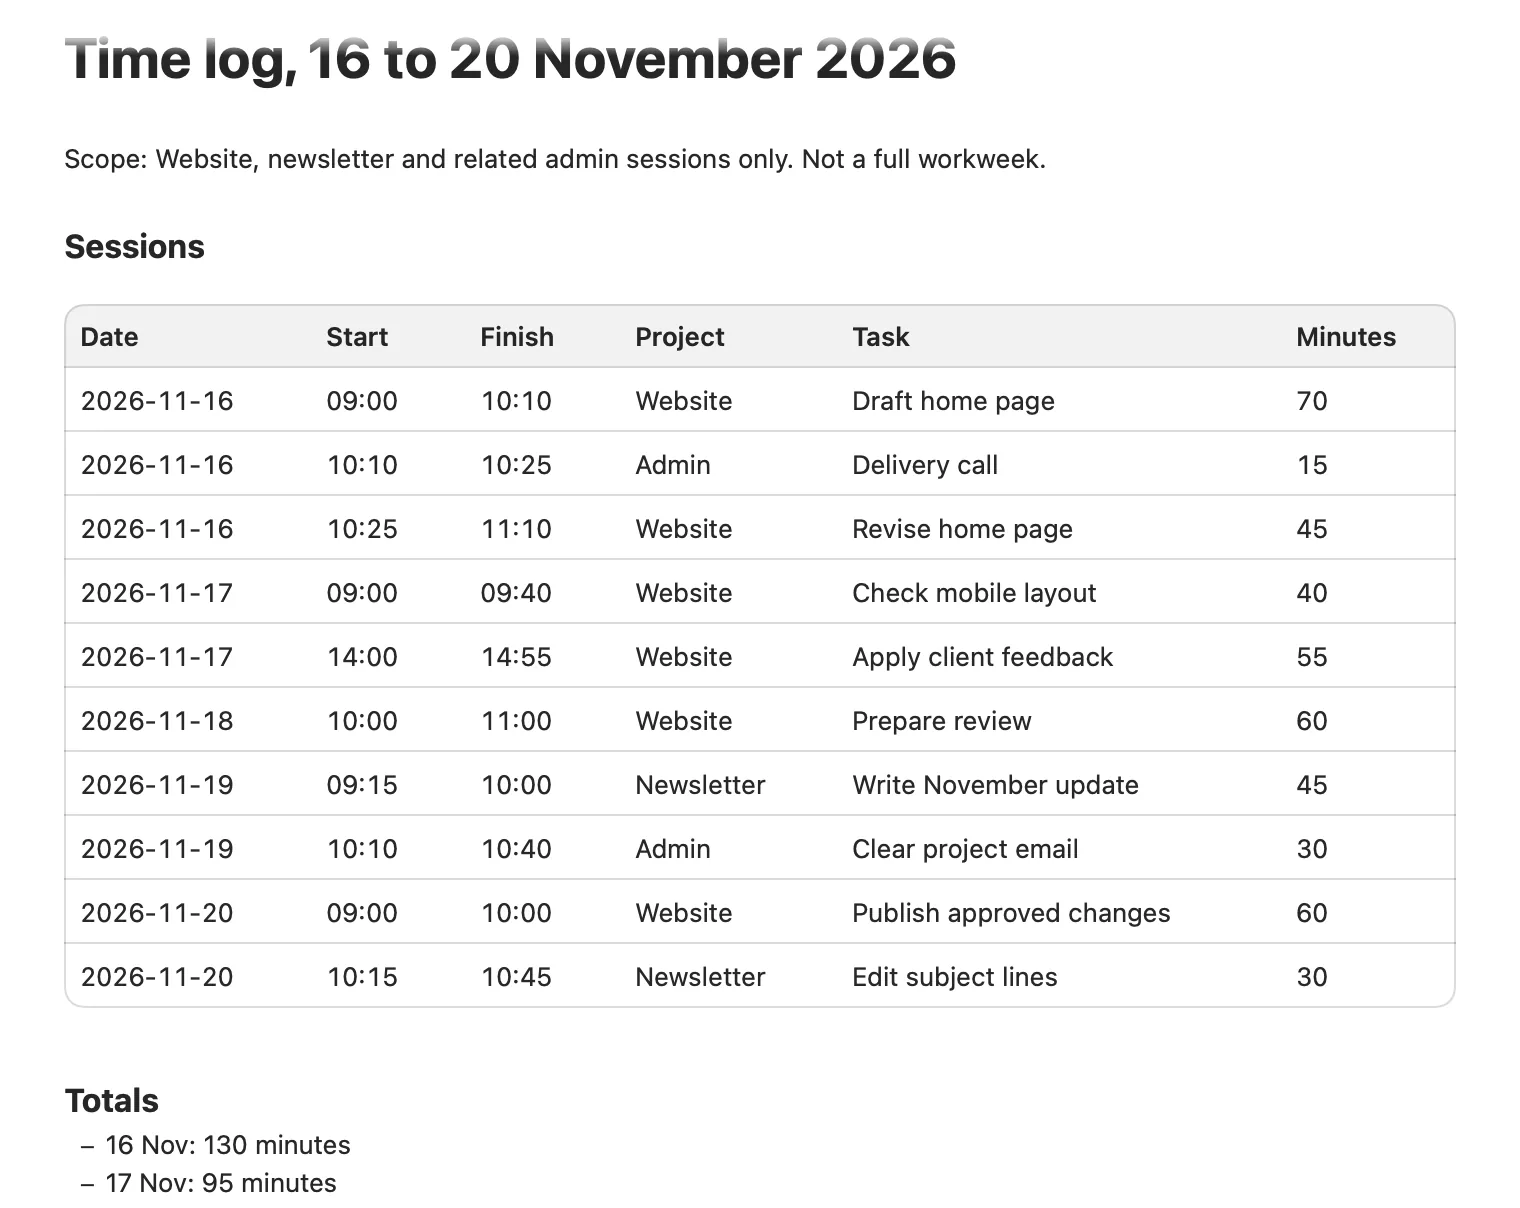 Time log, 16 to 20 November 2026
Scope: Website, newsletter and related admin sessions only. Not a full workweek.
Sessions
Date Start Finish Project Task Minutes
2026-11-16 09:00 10:10 Website Draft home page 70
2026-11-16 10:10 10:25 Admin Delivery call 15
2026-11-16 10:25 11:10 Website Revise home page 45
2026-11-17 09:00 09:40 Website Check mobile layout 40
2026-11-17 14:00 14:55 Website Apply client feedback 55
2026-11-18 10:00 11:00 Website Prepare review 60
2026-11-19 09:15 10:00 Newsletter Write November update 45
2026-11-19 10:10 10:40 Admin Clear project email 30
2026-11-20 09:00 10:00 Website Publish approved changes 60
2026-11-20 10:15 10:45 Newsletter Edit subject lines 30
Totals
– 16 Nov: 130 minutes
– 17 Nov: 95 minutes